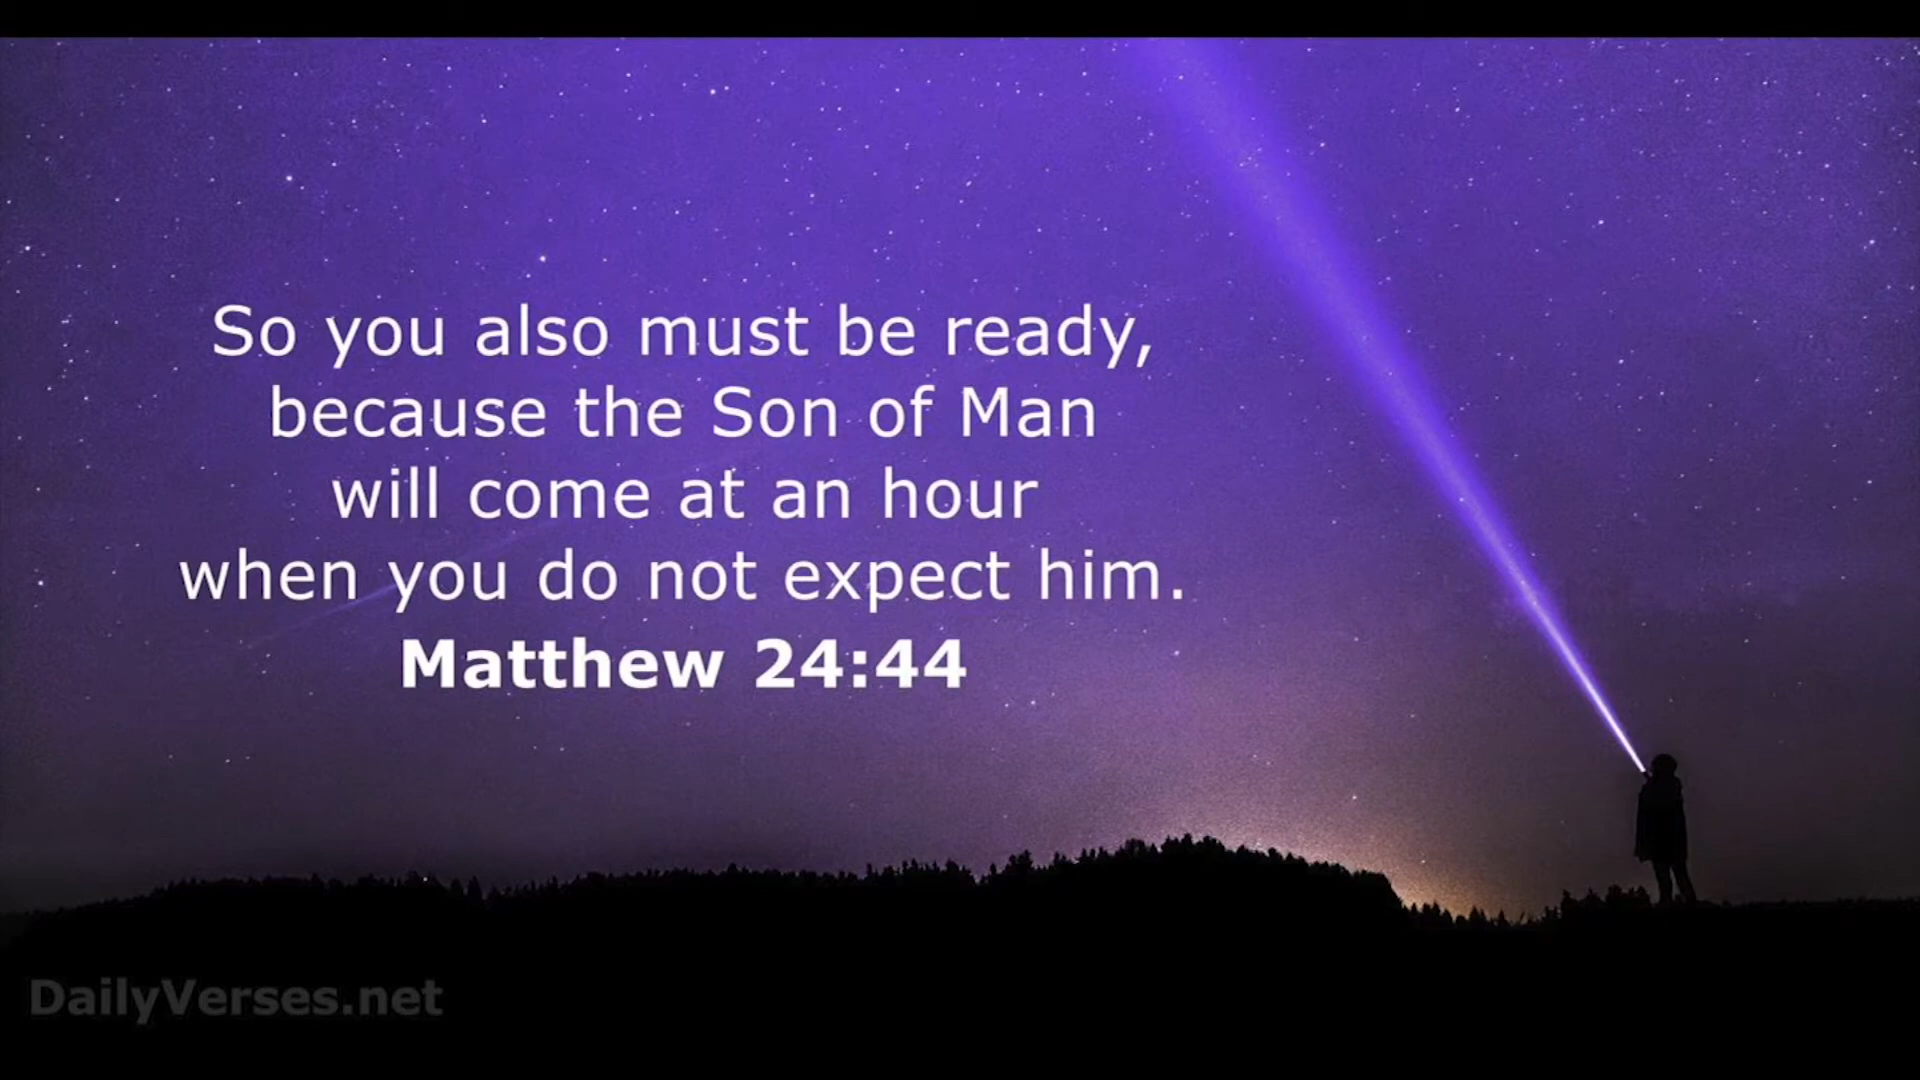 So you also must be ready,
because the Son of Man
will come at an hour
when you do not expect him.
Matthew 24:44
DailyVerses.net